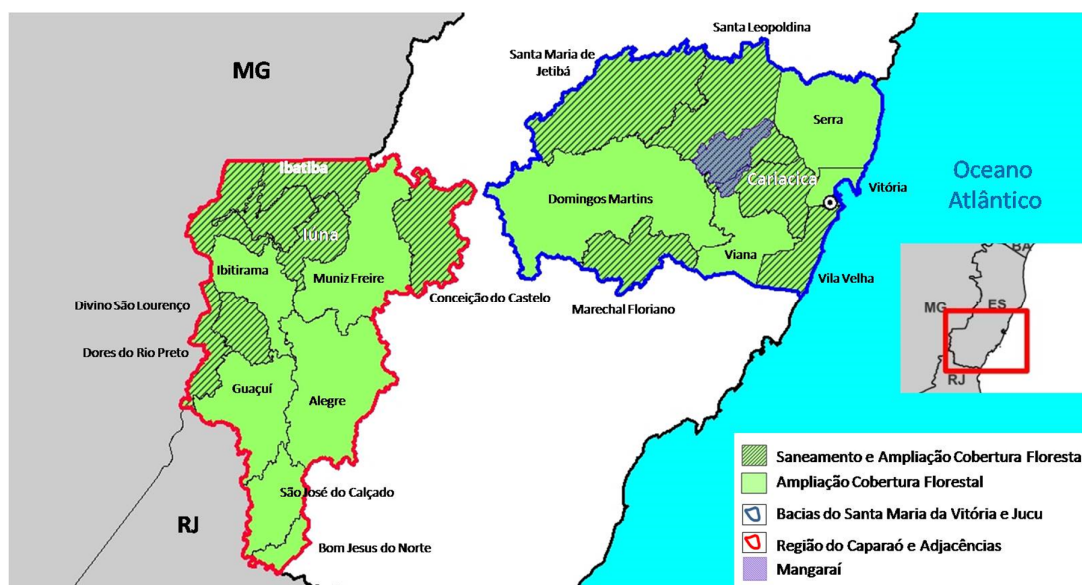 Santa Leopoldina
Santa Maria de
Jetibá
MG
Serra
Ibatiba
Cariacica
Oceano
Atlântico
Vitória
Domingos Martins
Iuna
Ibitirama
Muniz Freire
Viana
Vila Velha
Divino São Lourenço
Conceição do Castelo
Marechal Floriano
Dores do Rio Preto
Guaçuí
Alegre
BA
MG
ES
RJ
São José do Calçado
RJ
Bom Jesus do Norte
Saneamento e Ampliação Cobertura Floresta
Ampliação Cobertura Florestal
Bacias do Santa Maria da Vitória e Jucu
Região do Caparaó e Adjacências
Mangaraí